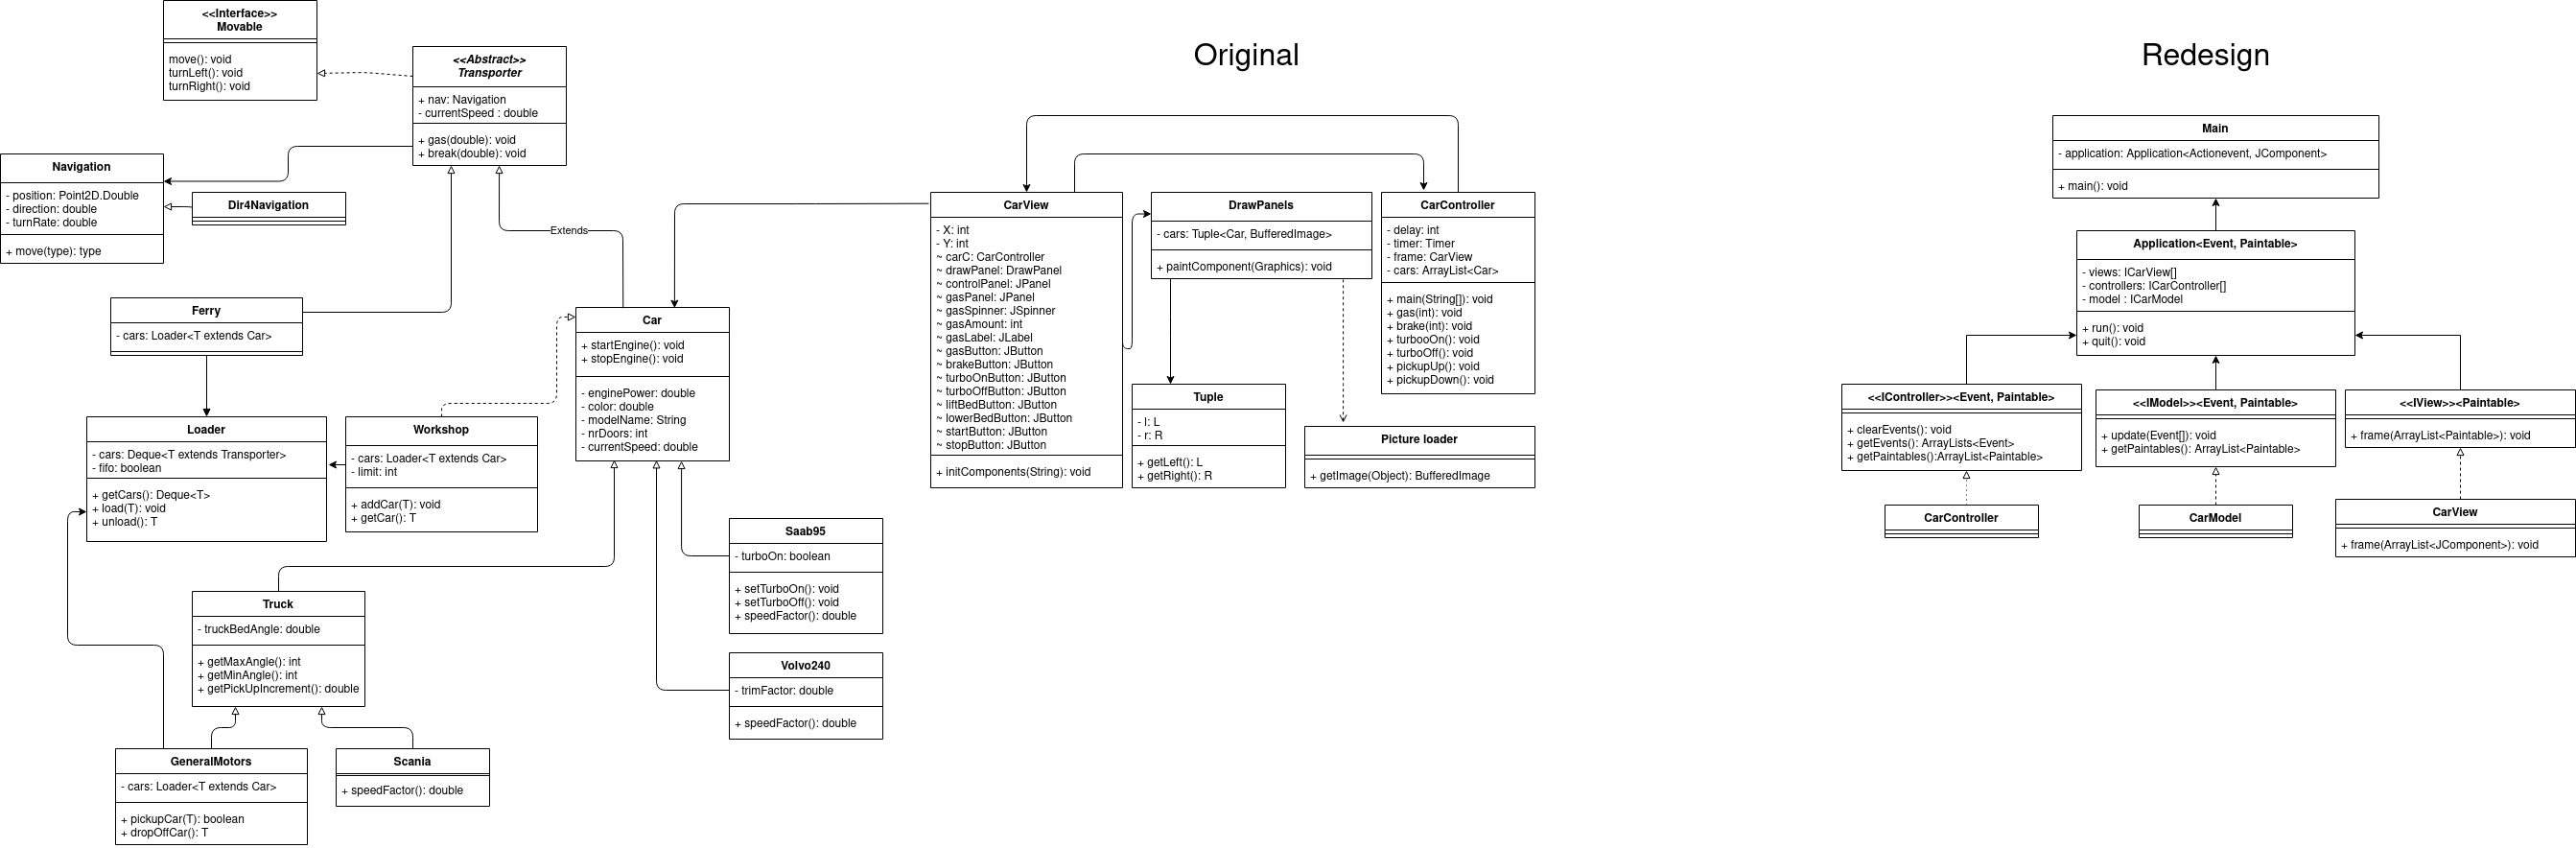 Original
Redesign
<<Interface>>
Movable
move(): void
turnLeft(): void
turnRight(): void
<<Abstract>>
Transporter
+ nav: Navigation
- currentSpeed : double
+ gas(double): void
+ break(double): void
Navigation
- position: Point2D.Double
- direction: double
- turnRate: double
+ move(type): type
Dir4Navigation
Extends
Ferry
- cars: Loader<T extends Car>
Car
+ startEngine(): void
+ stopEngine(): void
- enginePower: double
- color: double
- modelName: String
- nrDoors: int
- currentSpeed: double
Loader
- cars: Deque<T extends Transporter>
- fifo: boolean
+ getCars(): Deque<T>
+ load(T): void
+ unload(): T
Workshop
- cars: Loader<T extends Car>
- limit: int
+ addCar(T): void
+ getCar(): T
Saab95
- turboOn: boolean
+ setTurboOn(): void
+ setTurboOff(): void
+ speedFactor(): double
Truck
- truckBedAngle: double
+ getMaxAngle(): int
+ getMinAngle(): int
+ getPickUpIncrement(): double
Volvo240
- trimFactor: double
+ speedFactor(): double
GeneralMotors
- cars: Loader<T extends Car>
+ pickupCar(T): boolean
+ dropOffCar(): T
Scania
+ speedFactor(): double
CarView
- X: int
- Y: int
~ carC: CarController
~ drawPanel: DrawPanel
~ controlPanel: JPanel
~ gasPanel: JPanel
~ gasSpinner: JSpinner
~ gasAmount: int
~ gasLabel: JLabel
~ gasButton: JButton
~ brakeButton: JButton
~ turboOnButton: JButton
~ turboOffButton: JButton
~ liftBedButton: JButton
~ lowerBedButton: JButton
~ startButton: JButton
~ stopButton: JButton
+ initComponents(String): void
DrawPanels
- cars: Tuple<Car, BufferedImage>
+ paintComponent(Graphics): void
CarController
- delay: int
- timer: Timer
- frame: CarView
- cars: ArrayList<Car>
+ main(String[]): void
+ gas(int): void
+ brake(int): void
+ turbooOn(): void
+ turboOff(): void
+ pickupUp(): void
+ pickupDown(): void
Tuple
- l: L
- r: R
+ getLeft(): L
+ getRight(): R
Picture loader
+ getImage(Object): BufferedImage
Main
- application: Application<Actionevent, JComponent>
+ main(): void
Application<Event, Paintable>
- views: ICarView[]
- controllers: ICarController[]
- model : ICarModel
+ run(): void
+ quit(): void
<<IController>><Event, Paintable>
+ clearEvents(): void
+ getEvents(): ArrayLists<Event>
+ getPaintables():ArrayList<Paintable>
<<IModel>><Event, Paintable>
+ update(Event[]): void
+ getPaintables(): ArrayList<Paintable>
<<IView>><Paintable>
+ frame(ArrayList<Paintable>): void
CarController
CarModel
CarView
+ frame(ArrayList<JComponent>): void